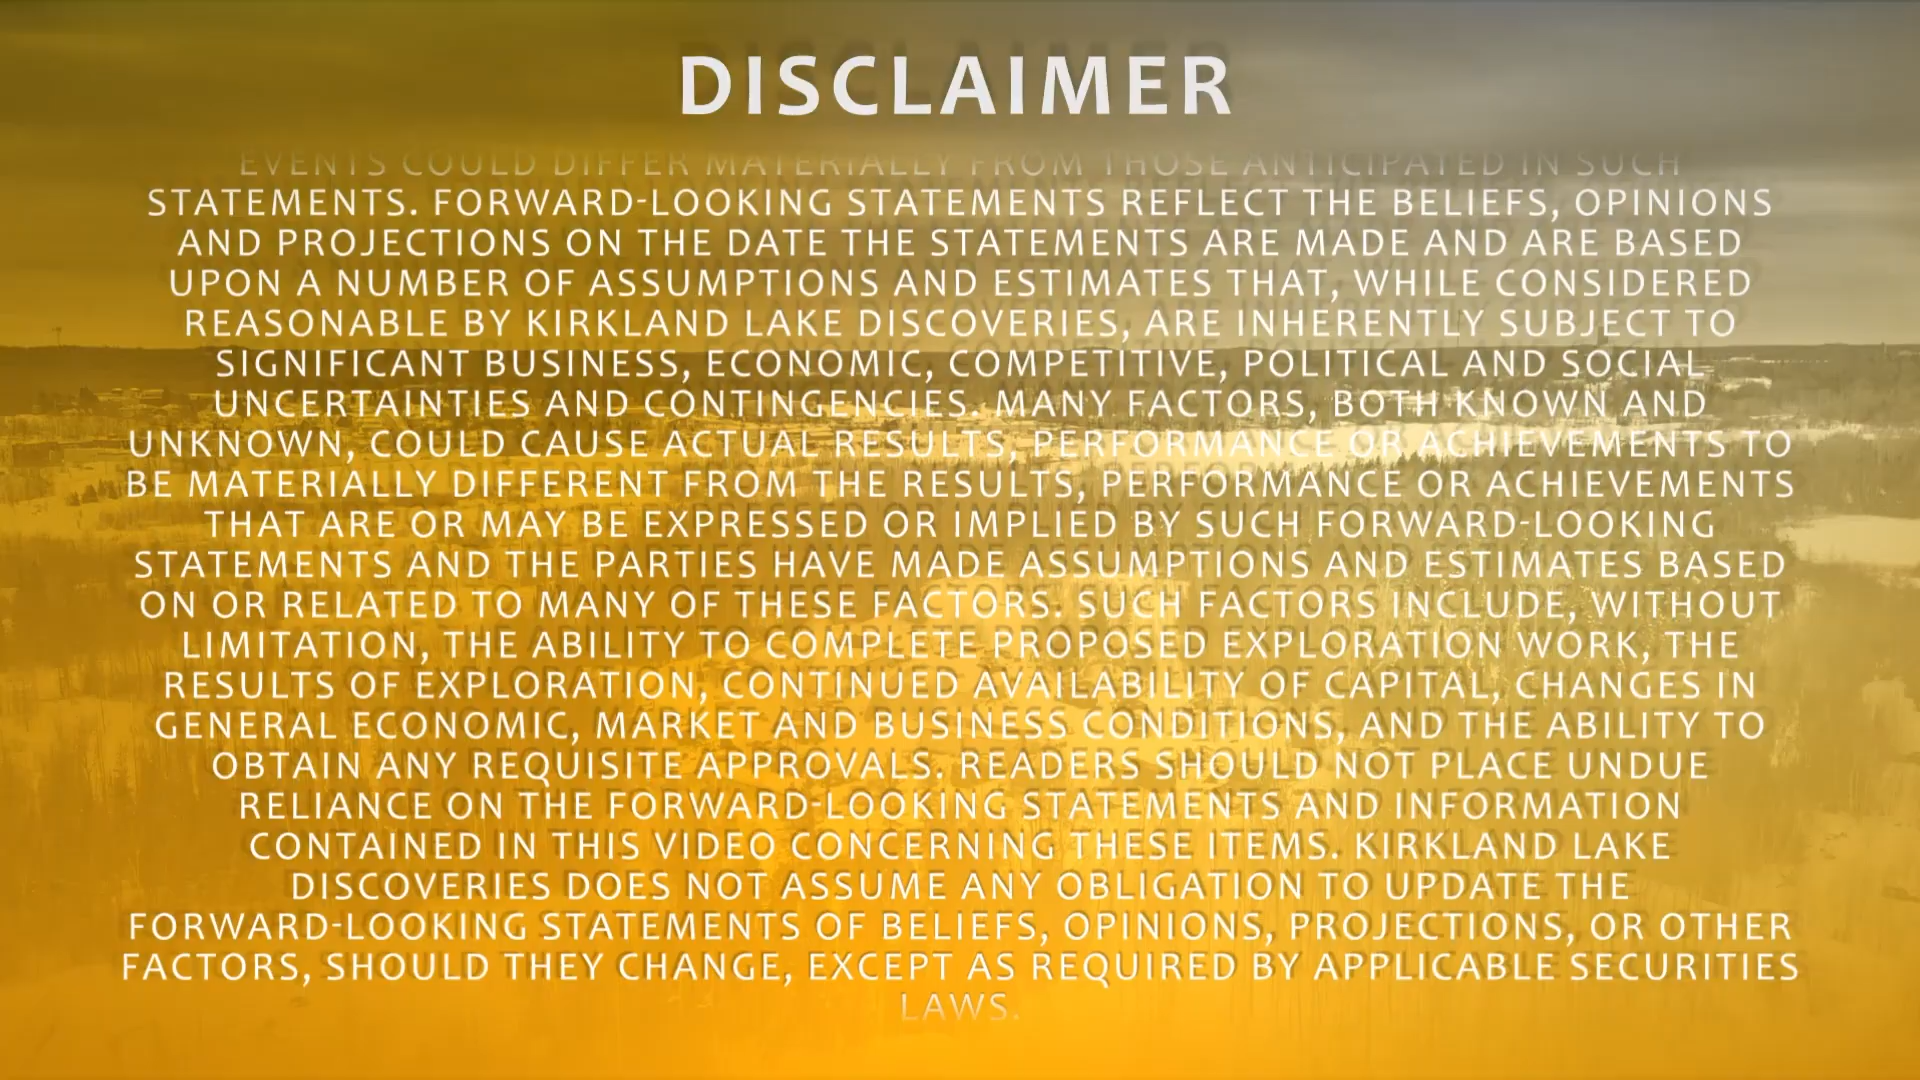 DISCLAIMER
EVENTS COULD DIFFER MATERIALLY FROM THOSE ANTICIPATED IN SUCH
STATEMENTS. FORWARD-LOOKING STATEMENTS REFLECT THE BELIEFS, OPINIONS
AND PROJECTIONS ON THE DATE THE STATEMENTS ARE MADE AND ARE BASED
UPON A NUMBER OF ASSUMPTIONS AND ESTIMATES THAT, WHILE CONSIDERED
REASONABLE BY KIRKLAND LAKE DISCOVERIES, ARE INHERENTLY SUBJECT TO
SIGNIFICANT BUSINESS, ECONOMIC, COMPETITIVE, POLITICAL AND SOCIAL
UNCERTAINTIES AND CONTINGENCIES. MANY FACTORS, BOTH KNOWN AND
UNKNOWN, COULD CAUSE ACTUAL RESULTS, PERFORMANCE OR ACHIEVEMENTS TO
BE MATERIALLY DIFFERENT FROM THE RESULTS, PERFORMANCE OR ACHIEVEMENTS
THAT ARE OR MAY BE EXPRESSED OR IMPLIED BY SUCH FORWARD-LOOKING
STATEMENTS AND THE PARTIES HAVE MADE ASSUMPTIONS AND ESTIMATES BASED
ON OR RELATED TO MANY OF THESE FACTORS. SUCH FACTORS INCLUDE, WITHOUT
LIMITATION, THE ABILITY TO COMPLETE PROPOSED EXPLORATION WORK, THE
RESULTS OF EXPLORATION, CONTINUED AVAILABILITY OF CAPITAL, CHANGES IN
GENERAL ECONOMIC, MARKET AND BUSINESS CONDITIONS, AND THE ABILITY TO
OBTAIN ANY REQUISITE APPROVALS. READERS SHOULD NOT PLACE UNDUE
RELIANCE ON THE FORWARD-LOOKING STATEMENTS AND INFORMATION
CONTAINED IN THIS VIDEO CONCERNING THESE ITEMS. KIRKLAND LAKE
DISCOVERIES DOES NOT ASSUME ANY OBLIGATION TO UPDATE THE
FORWARD-LOOKING STATEMENTS OF BELIEFS, OPINIONS, PROJECTIONS, OR OTHER
FACTORS, SHOULD THEY CHANGE, EXCEPT AS REQUIRED BY APPLICABLE SECURITIES
LAWS.